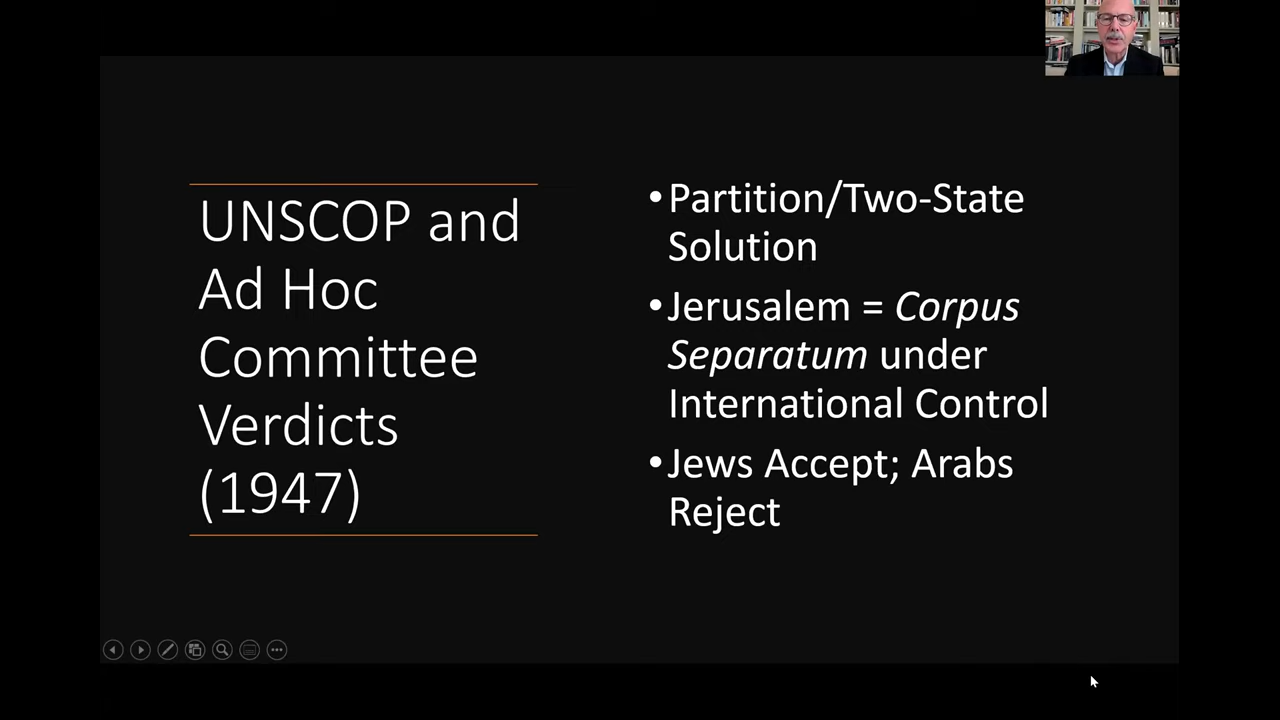 UNSCOP and
Ad Hoc
Committee
Verdicts
(1947)
•Partition/Two-State
Solution
•Jerusalem = Corpus
Separatum under
International Control
•Jews Accept; Arabs
Reject